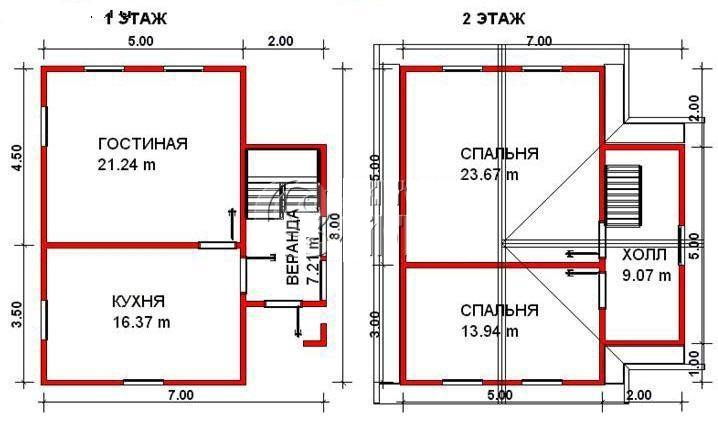 1 ЭТАЖ
5.00
2.00
ГОСТИНАЯ
21.24 m
4.50
3.50
8.00
ВЕРАНДА
7.21 m
КУХНЯ
16.37 m
7.00
2 ЭТАЖ
7.00
2.00
5.00
5.00
1.00
3.00
СПАЛЬНЯ
23.67 m
ХОЛЛ
9.07 m
СПАЛЬНЯ
13.94 m
5.00
2.00